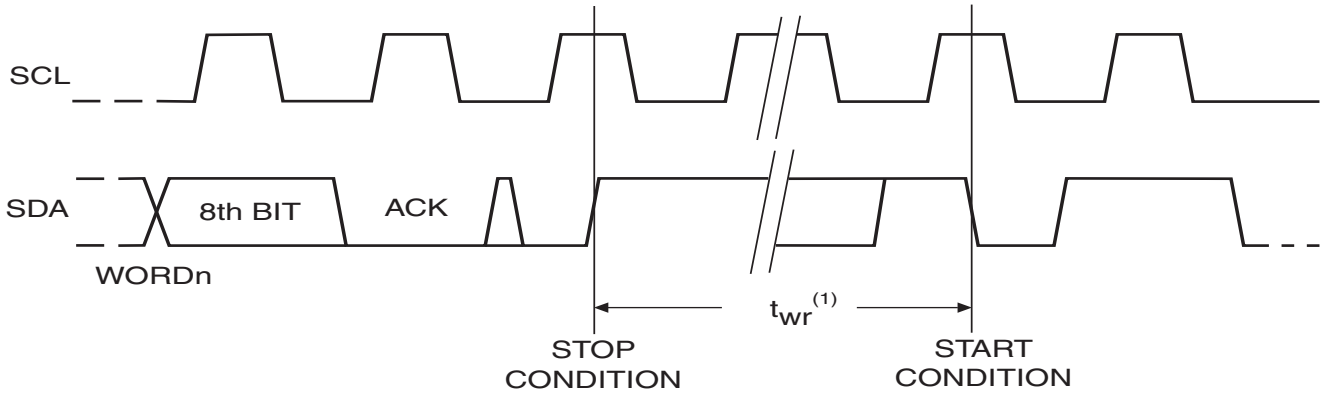 SCL
SDA
8th BIT
ACK
WORDn
twr(1)
STOP
CONDITION
START
CONDITION